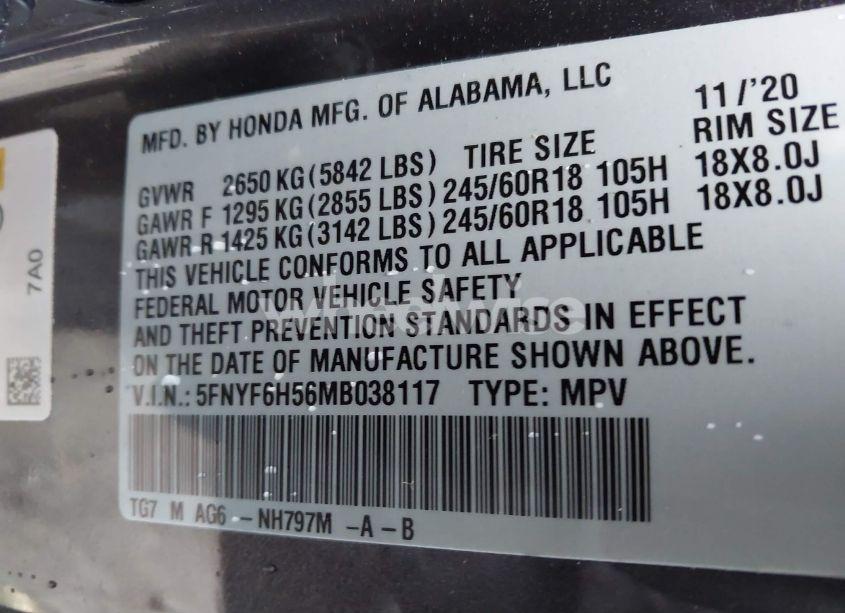 MFD. BY HONDA MFG. OF ALABAMA, LLC 11/'20
GVWR 2650 KG (5842 LBS) TIRE SIZE RIM SIZE
GAWR F 1295 KG (2855 LBS) 245/60R18 105H 18X8.0J
GAWR R 1425 KG (3142 LBS) 245/60R18 105H 18X8.0J
THIS VEHICLE CONFORMS TO ALL APPLICABLE
FEDERAL MOTOR VEHICLE SAFETY
AND THEFT PREVENTION STANDARDS IN EFFECT
ON THE DATE OF MANUFACTURE SHOWN ABOVE.
V.I.N.: 5FNYF6H56MB038117 TYPE: MPV
TG7 M AG6 -NH797M -A -B
7A0
wheelwise